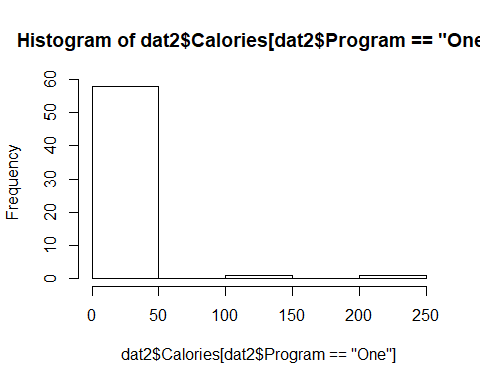 Histogram of dat2$Calories[dat2$Program == "One
60
50
40
30
20
10
0
Frequency
0 50 100 150 200 250
dat2$Calories[dat2$Program == "One"]